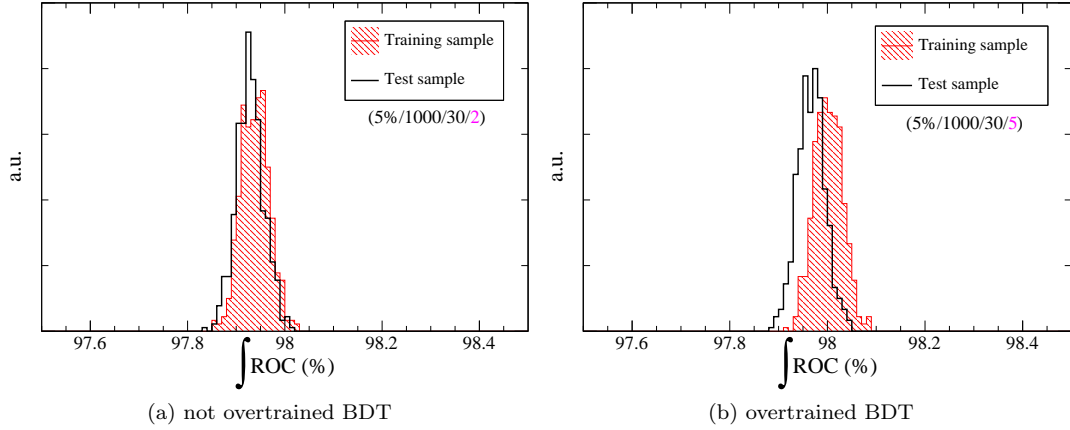 Training sample
Test sample
(5%/1000/30/2)
a.u.
97.6 97.8 98 98.2 98.4
∫ROC (%)
(a) not overtrained BDT
Training sample
Test sample
(5%/1000/30/5)
a.u.
97.6 97.8 98 98.2 98.4
∫ROC (%)
(b) overtrained BDT